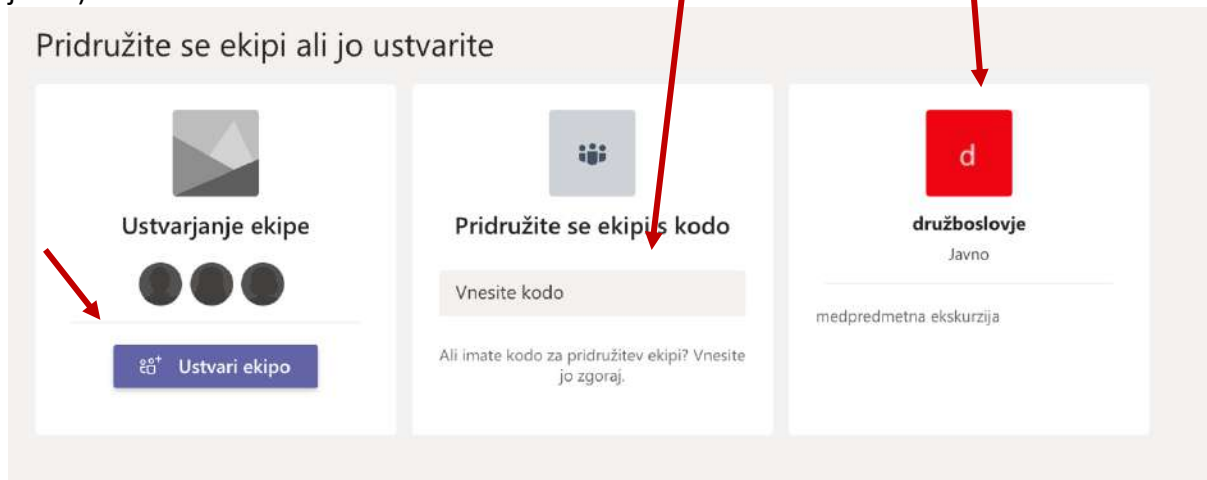 Pridružite se ekipi ali jo ustvarite
Ustvarjanje ekipe
Ustvari ekipo
Pridružite se ekipi s kodo
Vnesite kodo
Ali imate kodo za pridružitev ekipi? Vnesite
jo zgoraj.
d
družboslovje
Javno
medpredmetna ekskurzija